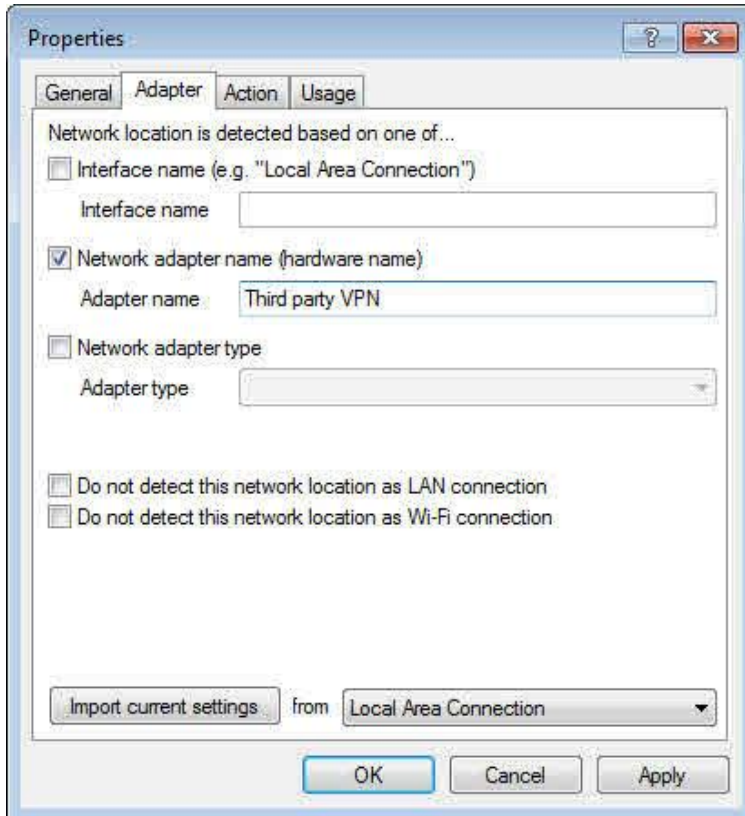 Properties
?
General Adapter Action Usage
Network location is detected based on one of...
Interface name (e.g. "Local Area Connection")
Interface name
Network adapter name (hardware name)
Adapter name Third party VPN
Network adapter type
Adapter type
Do not detect this network location as LAN connection
Do not detect this network location as Wi-Fi connection
Import current settings from Local Area Connection
OK Cancel Apply